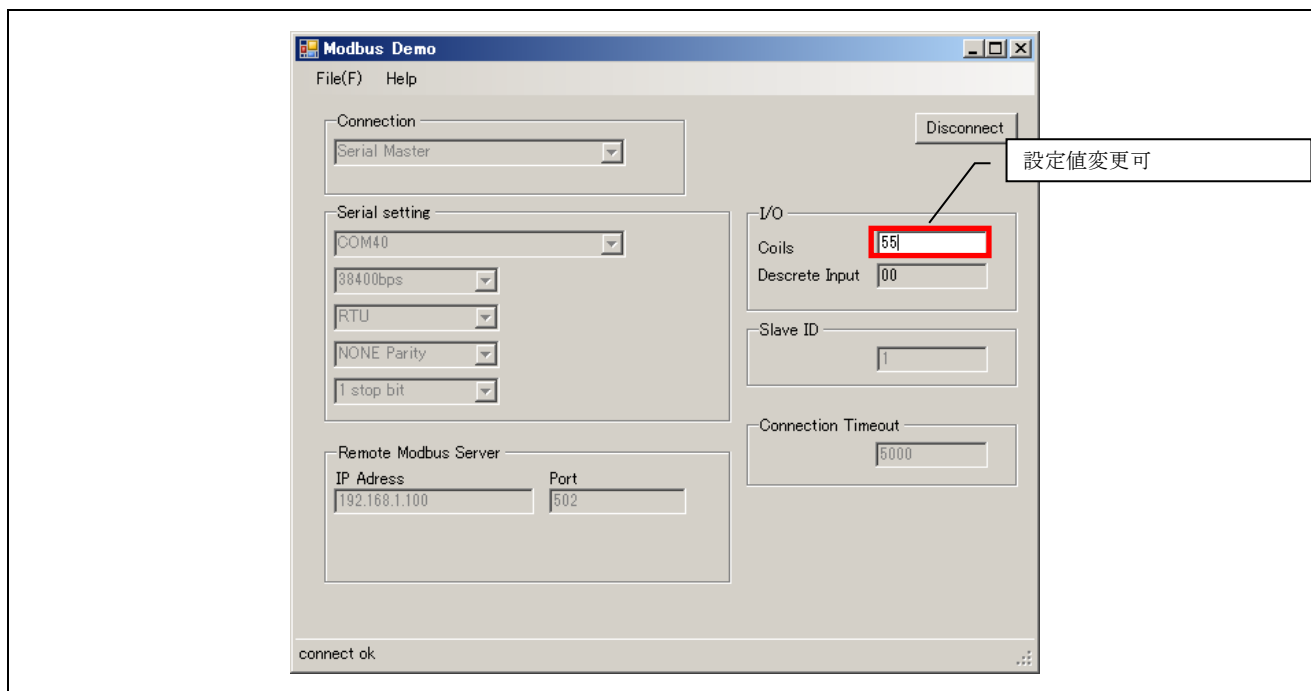 Modbus Demo
File(F) Help
Connection
Serial Master
Disconnect
設定値変更可
Serial setting
COM40
38400bps
RTU
NONE Parity
1 stop bit
I/O
Coils 55
Descrete Input 00
Slave ID
1
Connection Timeout
5000
Remote Modbus Server
IP Adress Port
192.168.1.100 502
connect ok